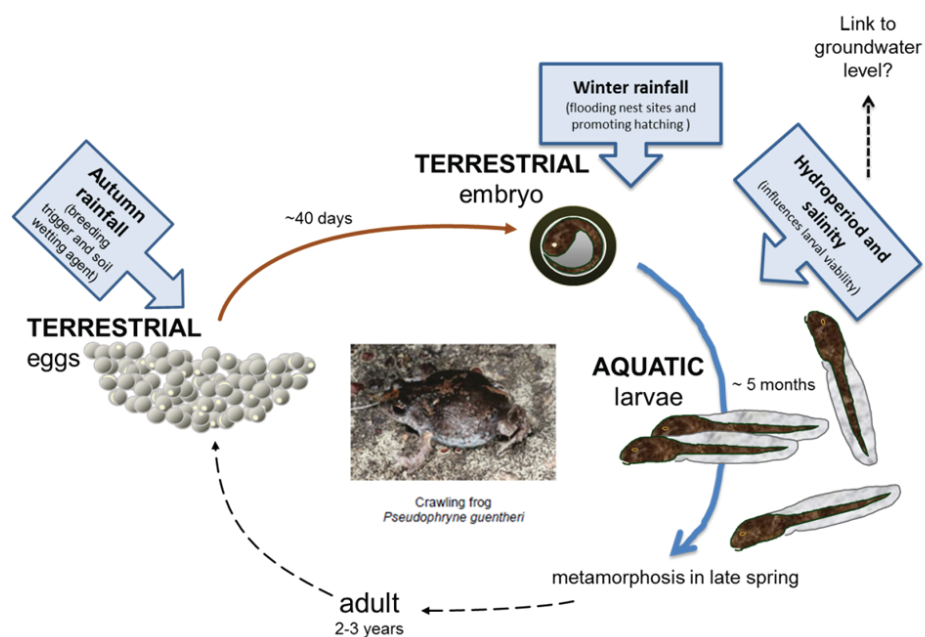 Link to
groundwater
level?
Winter rainfall
(flooding nest sites and
promoting hatching )
Hydroperiod and
salinity
(influences larval viability)
Autumn
rainfall
(breeding
trigger and soil
wetting agent)
TERRESTRIAL
embryo
~40 days
TERRESTRIAL
eggs
AQUATIC
larvae
~ 5 months
Crawling frog
Pseudophryne guentheri
metamorphosis in late spring
adult
2-3 years